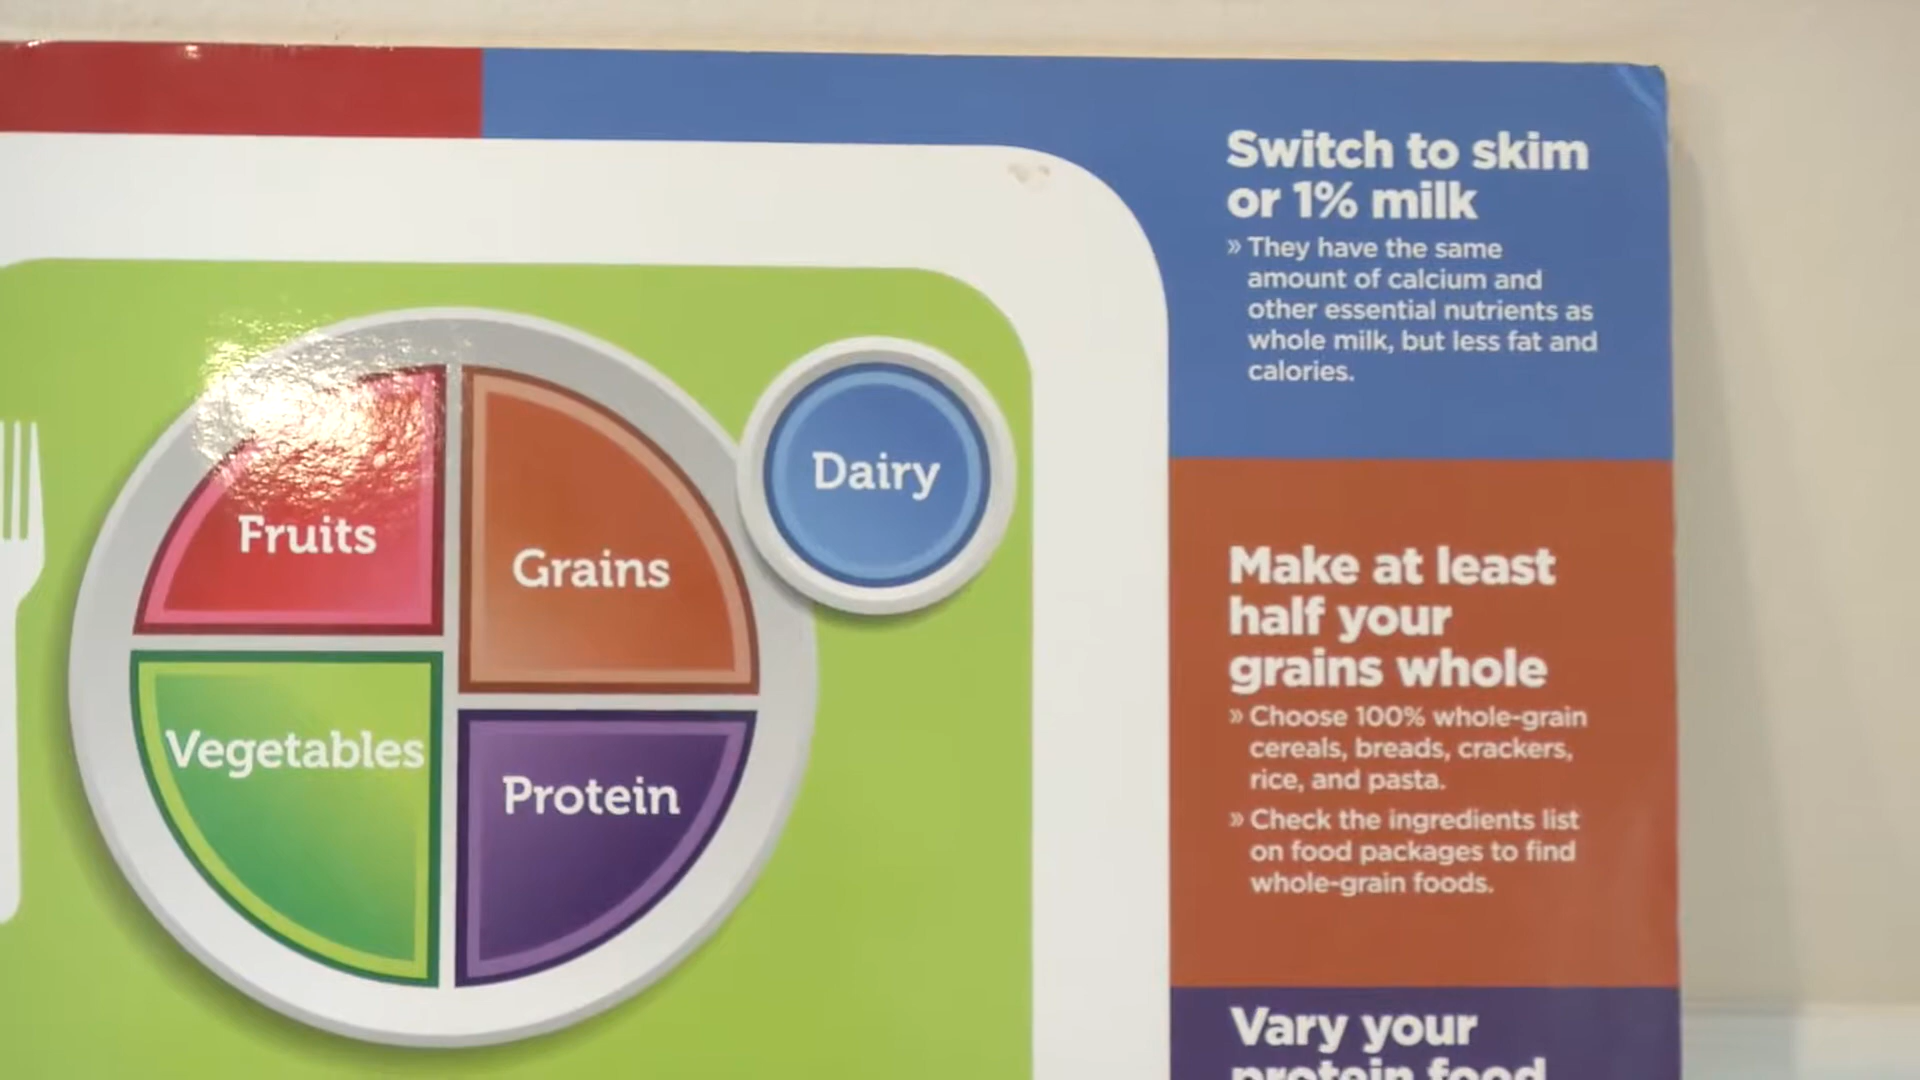 Fruits
Grains
Dairy
Vegetables
Protein
Switch to skim
or 1% milk
» They have the same
amount of calcium and
other essential nutrients as
whole milk, but less fat and
calories.
Make at least
half your
grains whole
» Choose 100% whole-grain
cereals, breads, crackers,
rice, and pasta.
» Check the ingredients list
on food packages to find
whole-grain foods.
Vary your
protein food